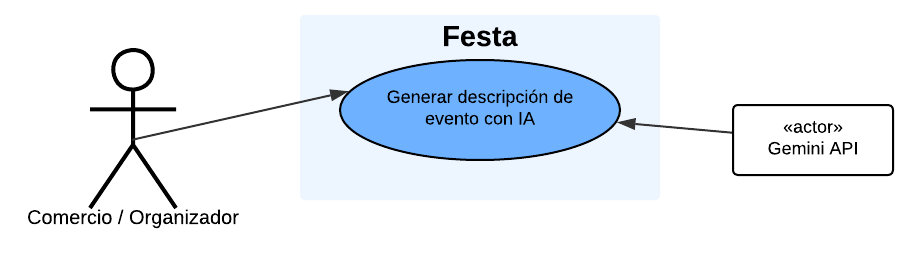 Festa
Generar descripción de
evento con IA
«actor»
Gemini API
Comercio / Organizador